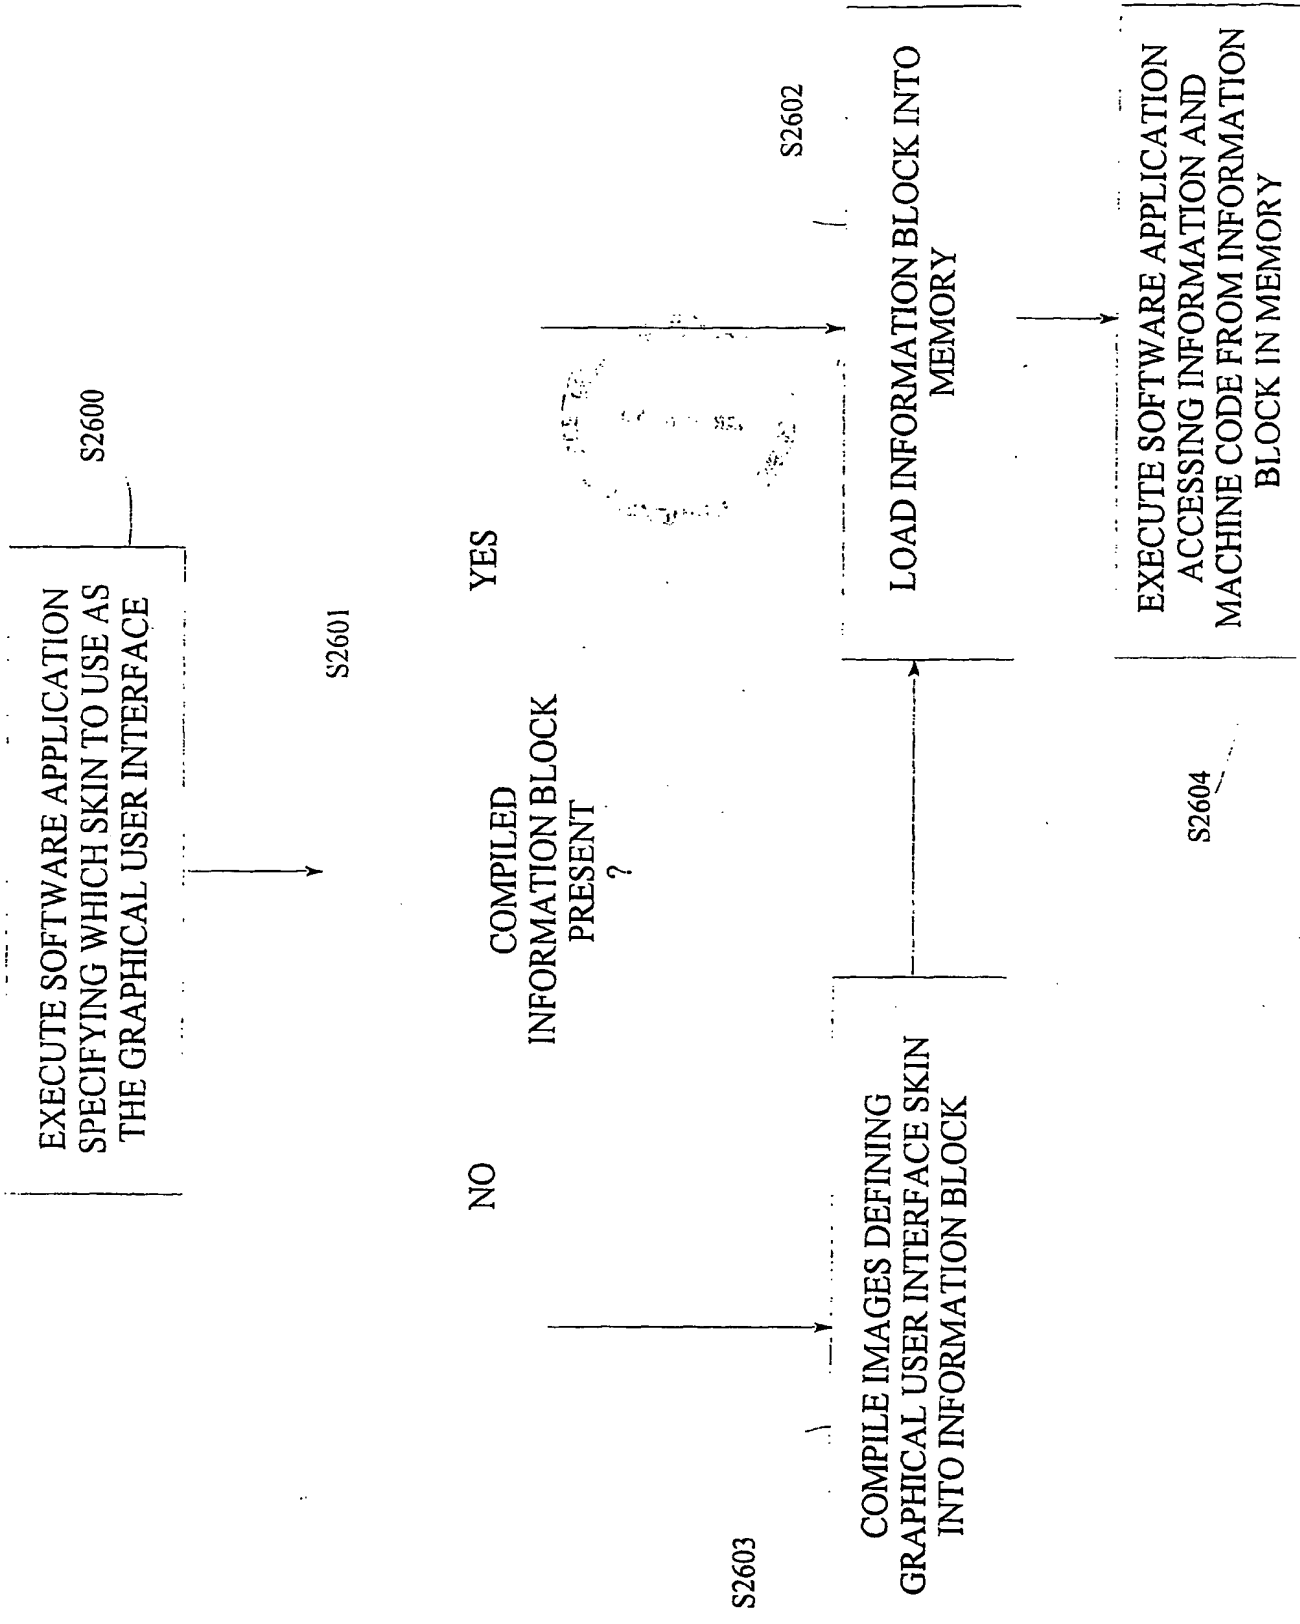 EXECUTE SOFTWARE APPLICATION
SPECIFYING WHICH SKIN TO USE AS
THE GRAPHICAL USER INTERFACE
S2600
S2601
COMPILED
INFORMATION BLOCK
PRESENT
?
NO
YES
S2603
COMPILE IMAGES DEFINING
GRAPHICAL USER INTERFACE SKIN
INTO INFORMATION BLOCK
S2602
LOAD INFORMATION BLOCK INTO
MEMORY
S2604
EXECUTE SOFTWARE APPLICATION
ACCESSING INFORMATION AND
MACHINE CODE FROM INFORMATION
BLOCK IN MEMORY